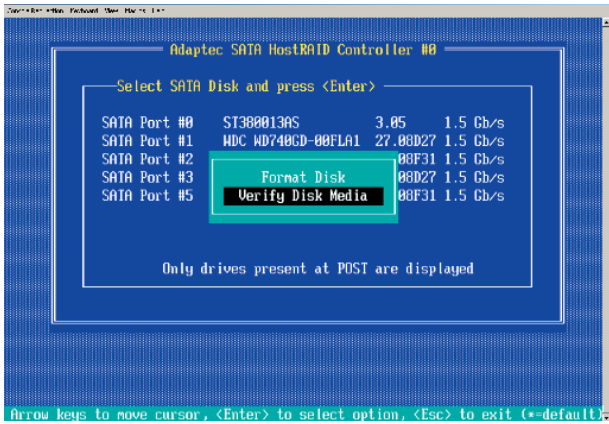 Keyboard View Macros
Adaptec SATA HostRAID Controller #0
Select SATA Disk and press <Enter>
SATA Port #0 ST380013AS 3.05 1.5 Gb/s
SATA Port #1 WDC WD740GD-00FLA1 27.08D27 1.5 Gb/s
SATA Port #2 08F31 1.5 Gb/s
SATA Port #3 08D27 1.5 Gb/s
SATA Port #5 08F31 1.5 Gb/s
Format Disk
Verify Disk Media
Only drives present at POST are displayed
Arrow keys to move cursor, <Enter> to select option, <Esc> to exit (*=default)